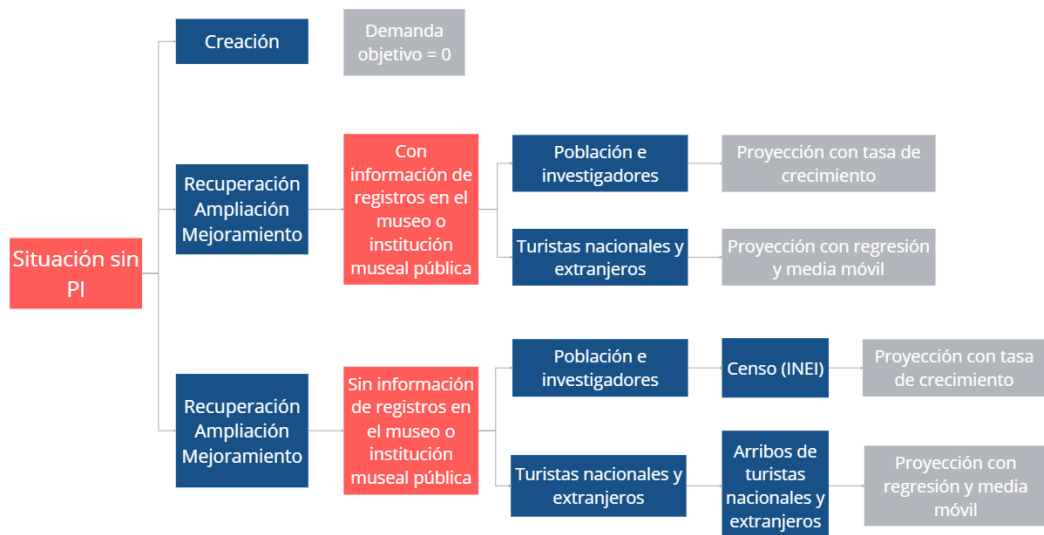 Situación sin
PI
Creación
Demanda
objetivo = 0
Recuperación
Ampliación
Mejoramiento
Con
información de
registros en el
museo o
institución
museal pública
Población e
investigadores
Proyección con tasa de
crecimiento
Turistas nacionales y
extranjeros
Proyección con regresión
y media móvil
Recuperación
Ampliación
Mejoramiento
Sin información
de registros en
el museo o
institución
museal pública
Población e
investigadores
Censo (INEI)
Proyección con tasa
de crecimiento
Turistas nacionales y
extranjeros
Arribos de
turistas
nacionales y
extranjeros
Proyección con
regresión y media
móvil